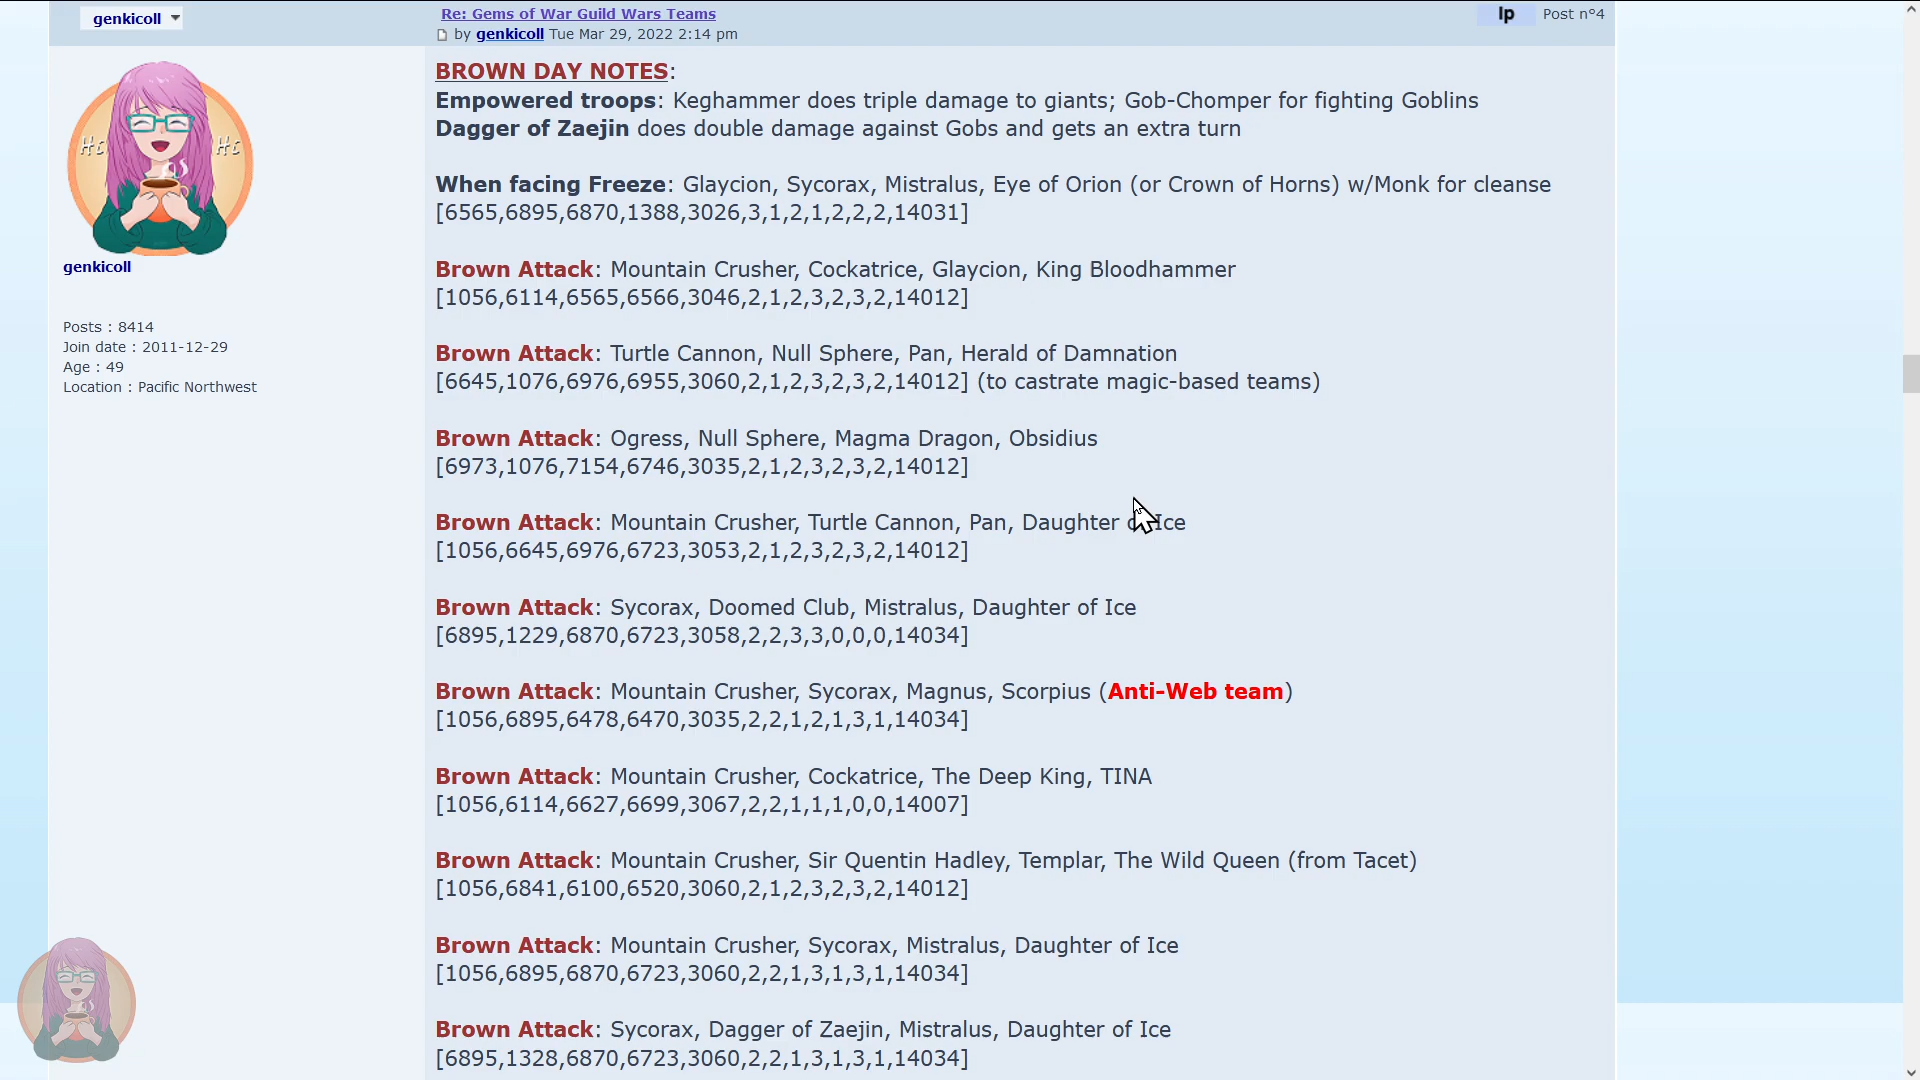 genkicoll
Re: Gems of War Guild Wars Teams
by genkicoll Tue Mar 29, 2022 2:14 pm
lp
Post n°4
Hi
Hi
genkicoll
Posts : 8414
Join date : 2011-12-29
Age : 49
Location : Pacific Northwest
BROWN DAY NOTES:
Empowered troops: Keghammer does triple damage to giants; Gob-Chomper for fighting Goblins
Dagger of Zaejin does double damage against Gobs and gets an extra turn
When facing Freeze: Glaycion, Sycorax, Mistralus, Eye of Orion (or Crown of Horns) w/Monk for cleanse
[6565,6895,6870,1388,3026,3,1,2,1,2,2,2,14031]
Brown Attack: Mountain Crusher, Cockatrice, Glaycion, King Bloodhammer
[1056,6114,6565,6566,3046,2,1,2,3,2,3,2,14012]
Brown Attack: Turtle Cannon, Null Sphere, Pan, Herald of Damnation
[6645,1076,6976,6955,3060,2,1,2,3,2,3,2,14012] (to castrate magic-based teams)
Brown Attack: Ogress, Null Sphere, Magma Dragon, Obsidius
[6973,1076,7154,6746,3035,2,1,2,3,2,3,2,14012]
Brown Attack: Mountain Crusher, Turtle Cannon, Pan, Daughter of Ice
[1056,6645,6976,6723,3053,2,1,2,3,2,3,2,14012]
Brown Attack: Sycorax, Doomed Club, Mistralus, Daughter of Ice
[6895,1229,6870,6723,3058,2,2,3,3,0,0,0,14034]
Brown Attack: Mountain Crusher, Sycorax, Magnus, Scorpius (Anti-Web team)
[1056,6895,6478,6470,3035,2,2,1,2,1,3,1,14034]
Brown Attack: Mountain Crusher, Cockatrice, The Deep King, TINA
[1056,6114,6627,6699,3067,2,2,1,1,1,0,0,14007]
Brown Attack: Mountain Crusher, Sir Quentin Hadley, Templar, The Wild Queen (from Tacet)
[1056,6841,6100,6520,3060,2,1,2,3,2,3,2,14012]
Brown Attack: Mountain Crusher, Sycorax, Mistralus, Daughter of Ice
[1056,6895,6870,6723,3060,2,2,1,3,1,3,1,14034]
Brown Attack: Sycorax, Dagger of Zaejin, Mistralus, Daughter of Ice
[6895,1328,6870,6723,3060,2,2,1,3,1,3,1,14034]